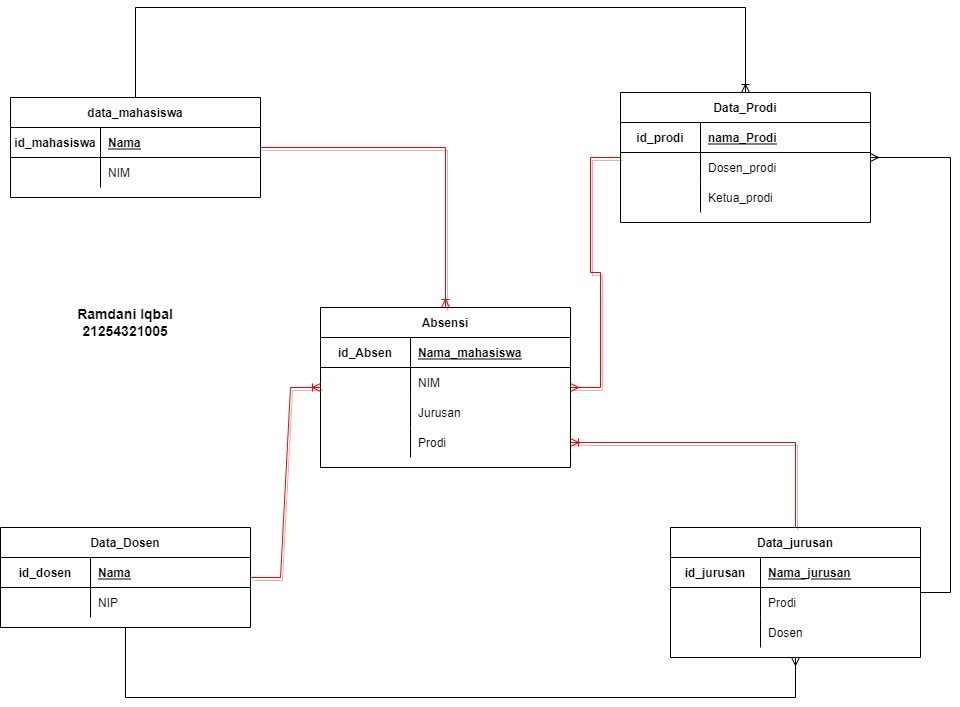 data_mahasiswa
id_mahasiswa Nama
NIM
Data_Prodi
id_prodi nama_Prodi
Dosen_prodi
Ketua_prodi
Ramdani Iqbal
21254321005
Absensi
id_Absen Nama_mahasiswa
NIM
Jurusan
Prodi
Data_Dosen
id_dosen Nama
NIP
Data_jurusan
id_jurusan Nama_jurusan
Prodi
Dosen